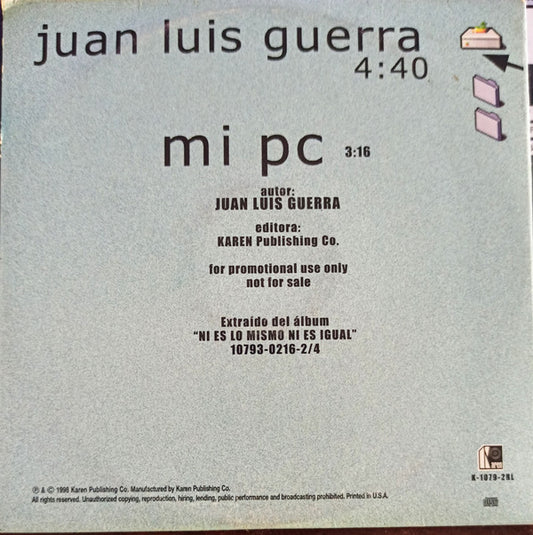 juan luis guerra
4:40
mi pc 3:16
autor:
JUAN LUIS GUERRA
editora:
KAREN Publishing Co.
for promotional use only
not for sale
Extraído del álbum
"NI ES LO MISMO NI ES IGUAL"
10793-0216-2/4
K-1079-2RL
℗ & © 1998 Karen Publishing Co. Manufactured by Karen Publishing Co.
All rights reserved. Unauthorized copying, reproduction, hiring, lending, public performance and broadcasting prohibited. Printed in U.S.A.